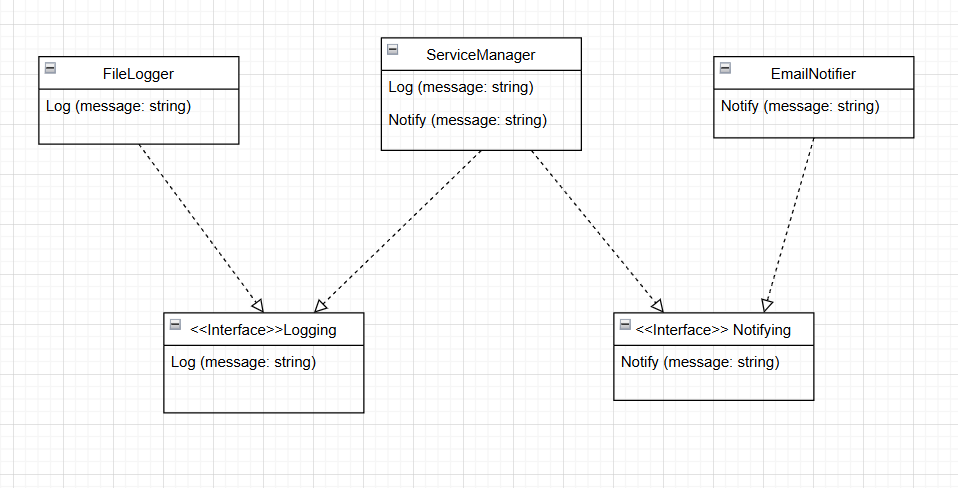 FileLogger
Log (message: string)
ServiceManager
Log (message: string)
Notify (message: string)
EmailNotifier
Notify (message: string)
<<Interface>>Logging
Log (message: string)
<<Interface>> Notifying
Notify (message: string)